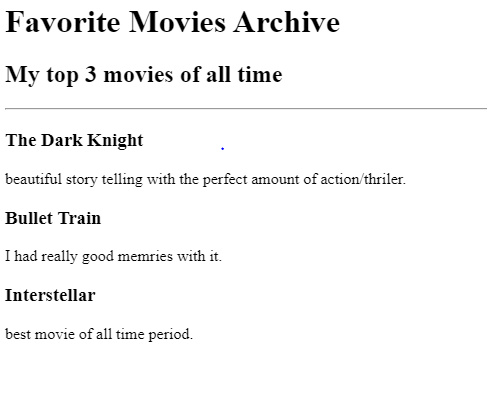 Favorite Movies Archive
My top 3 movies of all time
The Dark Knight
beautiful story telling with the perfect amount of action/thriler.
Bullet Train
I had really good memries with it.
Interstellar
best movie of all time period.